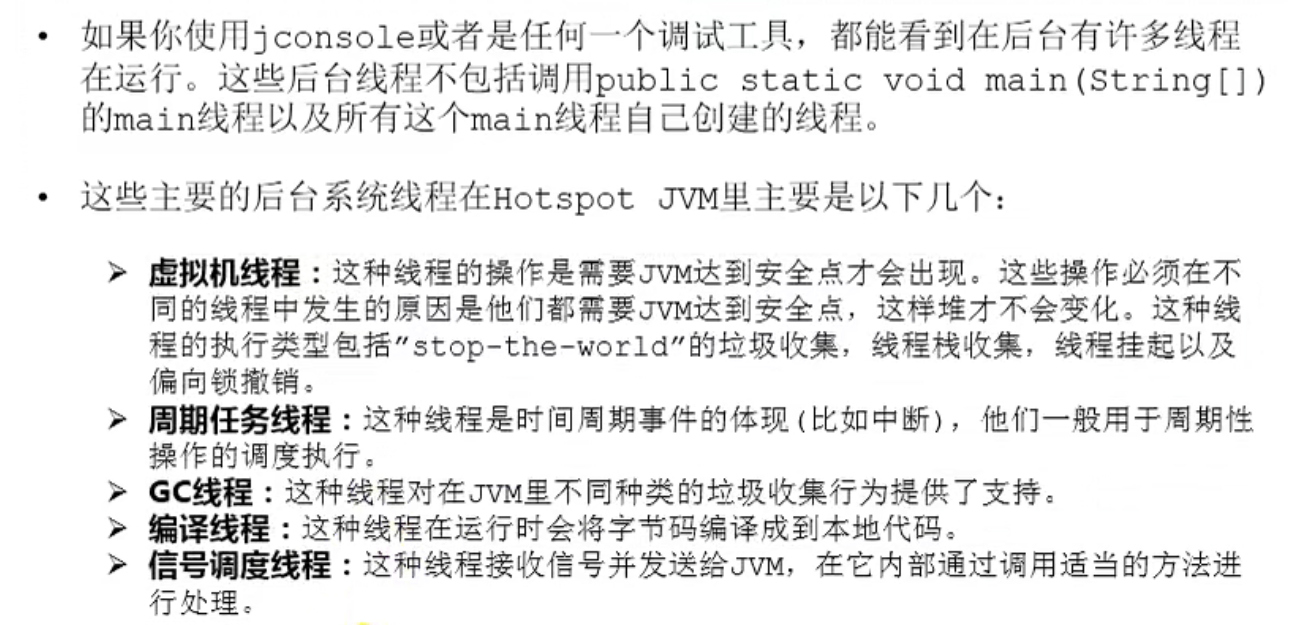 • 如果你使用jconsole或者是任何一个调试工具，都能看到在后台有许多线程
在运行。这些后台线程不包括调用public static void main(String[])
的main线程以及所有这个main线程自己创建的线程。
• 这些主要的后台系统线程在Hotspot JVM里主要是以下几个：
➢ 虚拟机线程：这种线程的操作是需要JVM达到安全点才会出现。这些操作必须在不
同的线程中发生的原因是他们都需要JVM达到安全点，这样堆才不会变化。这种线
程的执行类型包括"stop-the-world"的垃圾收集，线程栈收集，线程挂起以及
偏向锁撤销。
➢ 周期任务线程：这种线程是时间周期事件的体现(比如中断)，他们一般用于周期性
操作的调度执行。
➢ GC线程：这种线程对在JVM里不同种类的垃圾收集行为提供了支持。
➢ 编译线程：这种线程在运行时会将字节码编译成到本地代码。
➢ 信号调度线程：这种线程接收信号并发送给JVM，在它内部通过调用适当的方法进
行处理。